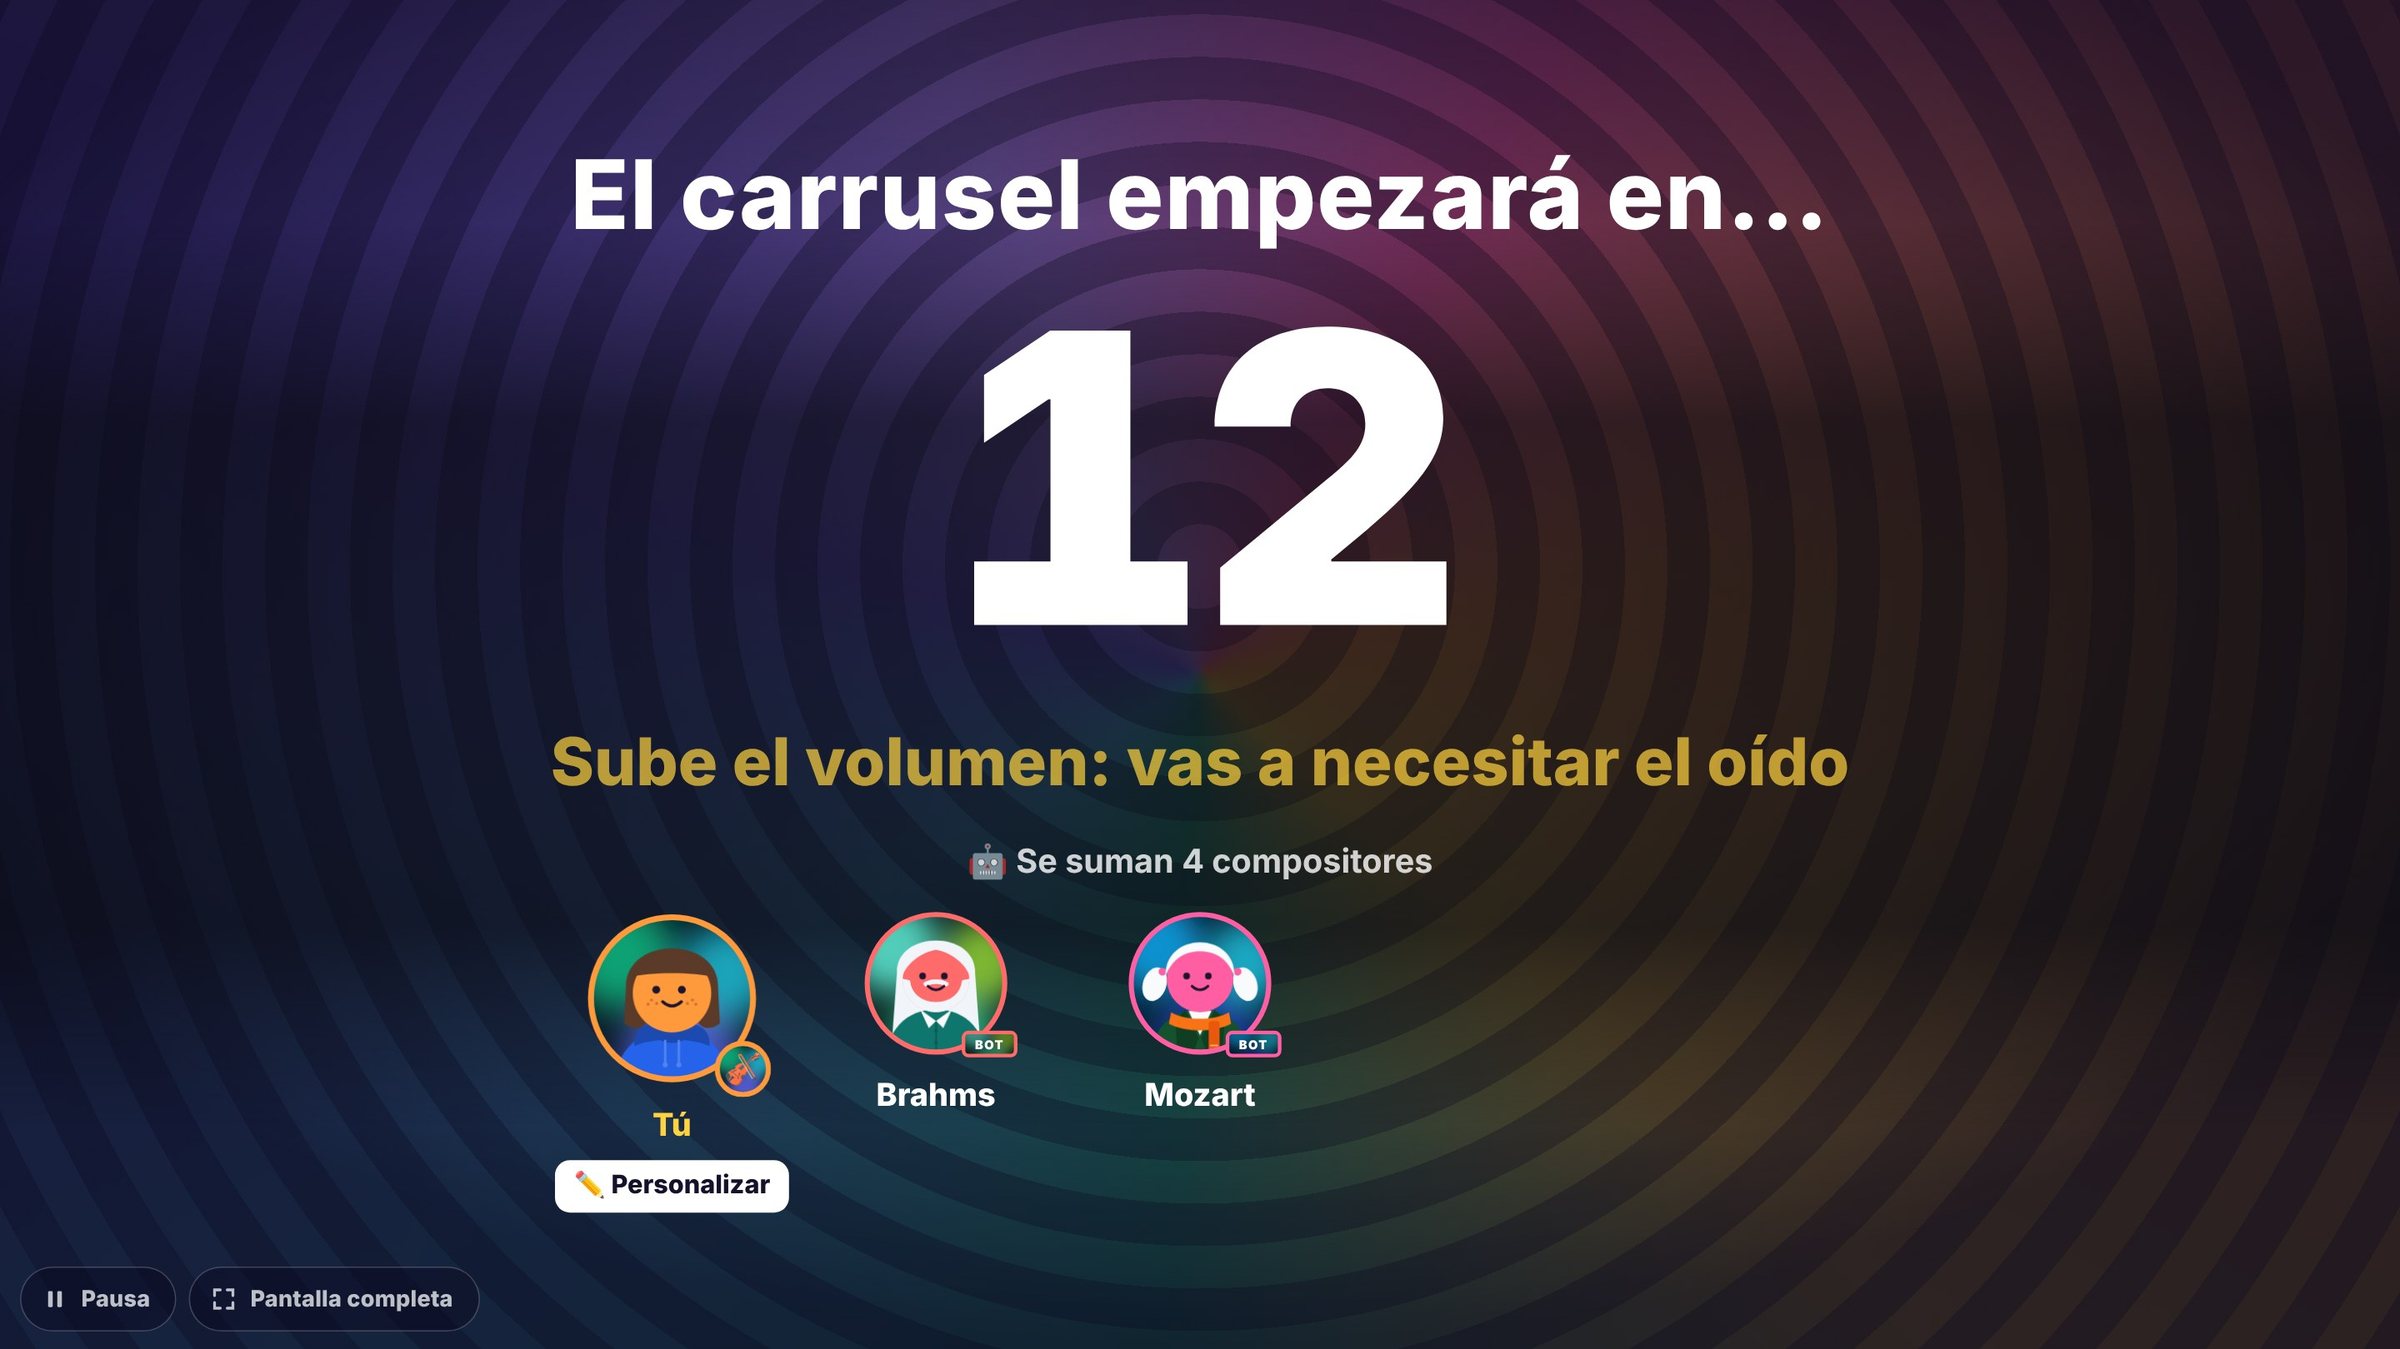 El carrusel empezará en...
12
Sube el volumen: vas a necesitar el oído
🤖 Se suman 4 compositores
BOT
BOT
Brahms
Mozart
Tú
✏️ Personalizar
Pausa
Pantalla completa